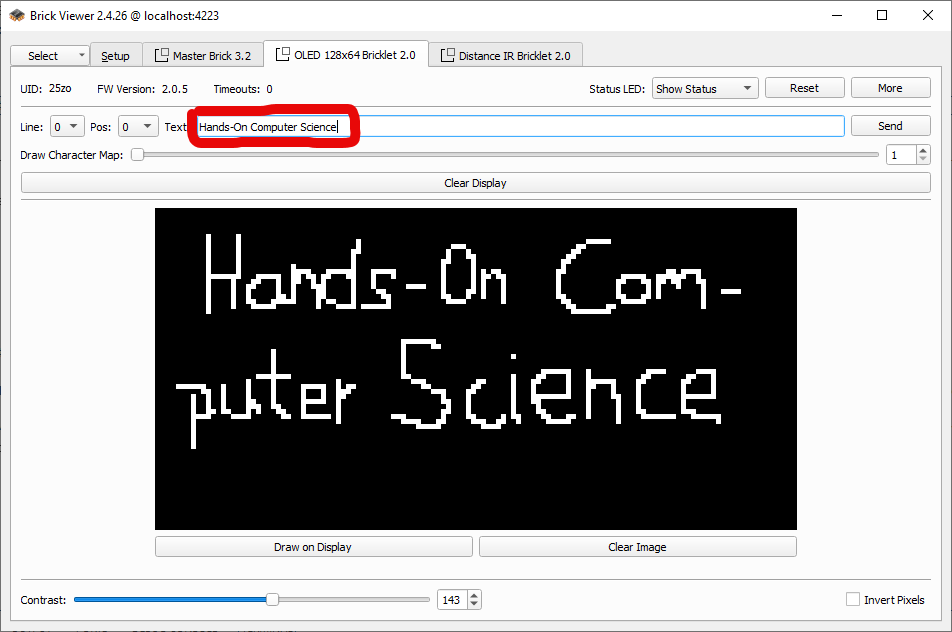 Brick Viewer 2.4.26 @ localhost:4223
Select Setup Master Brick 3.2 OLED 128x64 Bricklet 2.0 Distance IR Bricklet 2.0
UID: 25zo FW Version: 2.0.5 Timeouts: 0 Status LED: Show Status Reset More
Line: 0 Pos: 0 Text: Hands-On Computer Science Send
Draw Character Map: 1
Clear Display
Hands-On Com-
puter Science
Draw on Display Clear Image
Contrast: 143 Invert Pixels